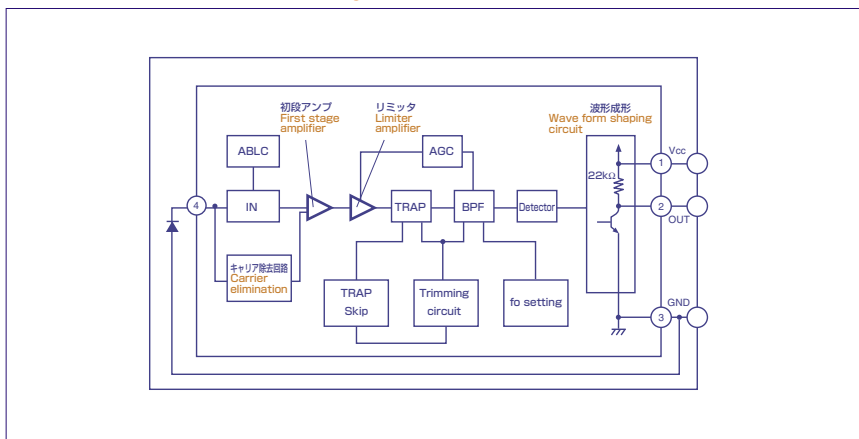 初段アンプ
First stage
amplifier
リミッタ
Limiter
amplifier
波形成形
Wave form shaping
circuit
ABLC
AGC
Vcc
1
22kΩ
4
IN
TRAP
BPF
Detector
2
OUT
キャリア除去回路
Carrier
elimination
TRAP
Skip
Trimming
circuit
fo setting
GND
3